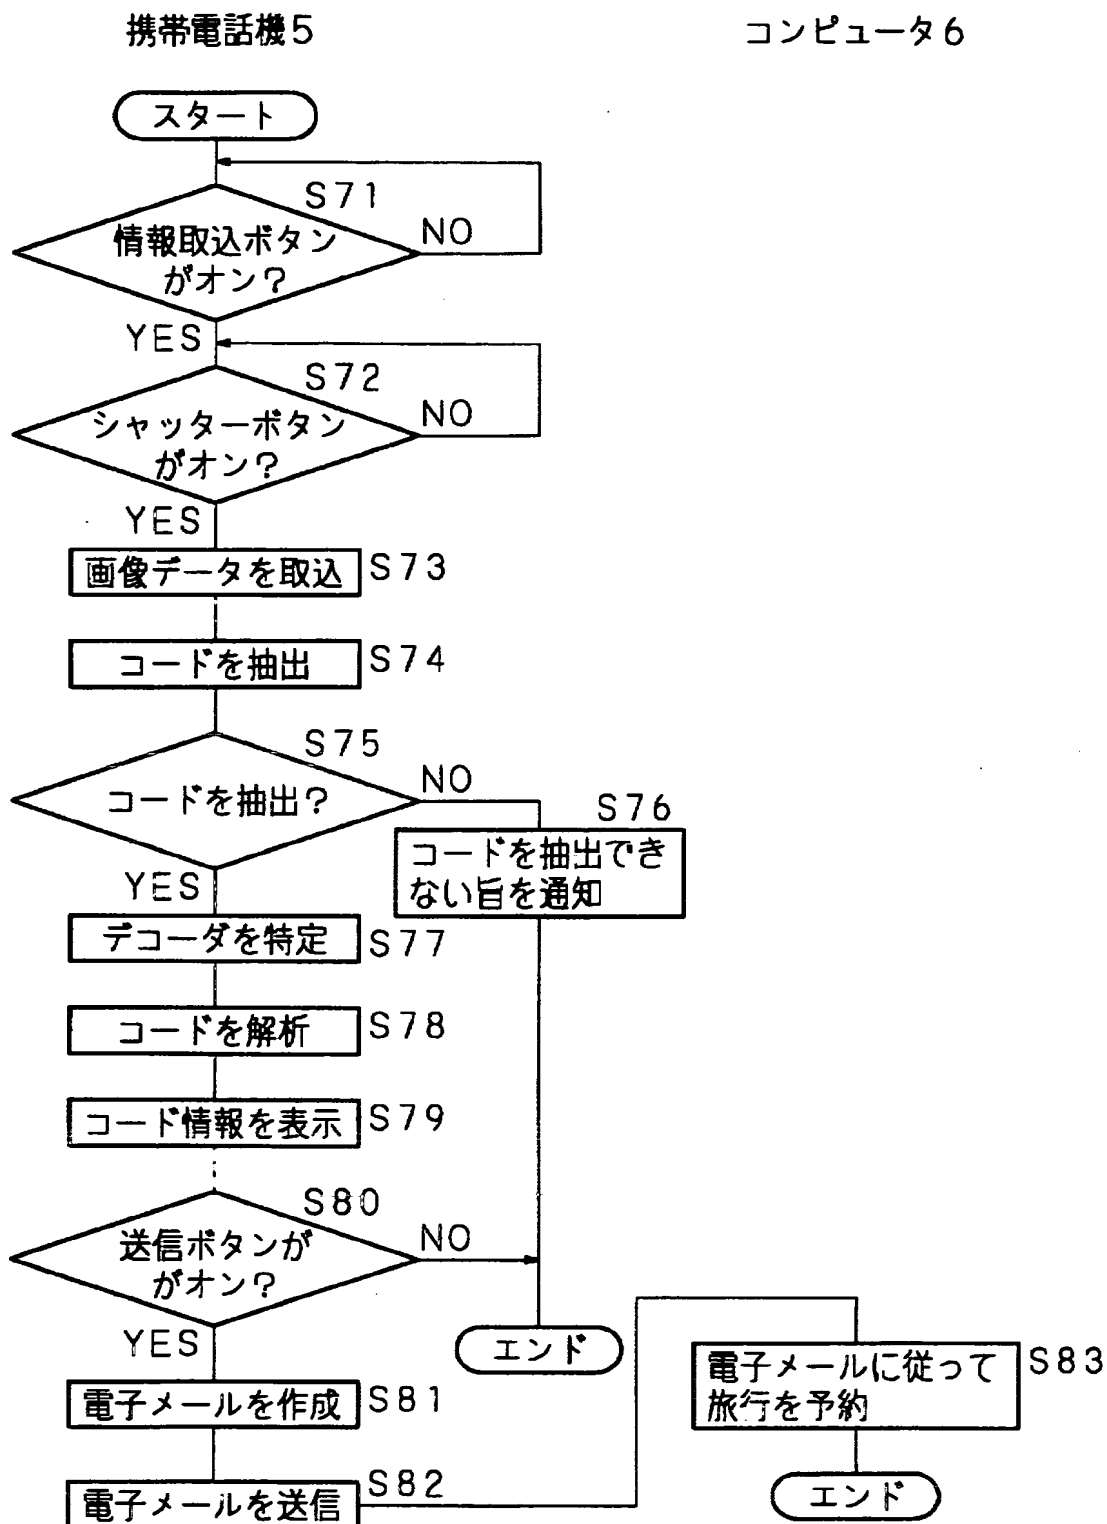 携帯電話機5
コンピュータ6
スタート
S71
情報取込ボタン
がオン?
NO
YES
S72
シャッターボタン
がオン?
NO
YES
画像データを取込
S73
コードを抽出
S74
S75
コードを抽出?
NO
YES
S76
コードを抽出でき
ない旨を通知
デコーダを特定
S77
コードを解析
S78
コード情報を表示
S79
S80
送信ボタンが
がオン?
NO
YES
エンド
電子メールを作成
S81
電子メールを送信
S82
電子メールに従って
旅行を予約
S83
エンド